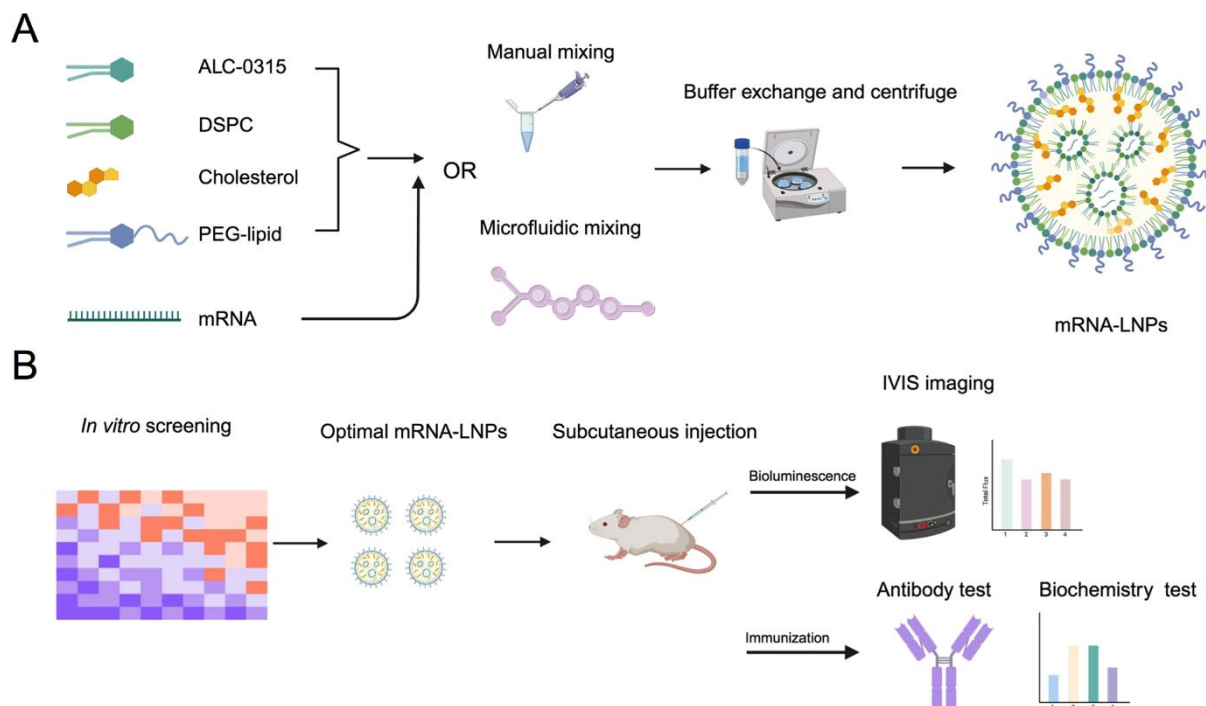 A
ALC-0315
DSPC
Cholesterol
PEG-lipid
mRNA
Manual mixing
OR
Microfluidic mixing
Buffer exchange and centrifuge
mRNA-LNPs
B
In vitro screening
Optimal mRNA-LNPs
Subcutaneous injection
Bioluminescence
IVIS imaging
Total Flux
1 2 3 4
Immunization
Antibody test
Biochemistry test